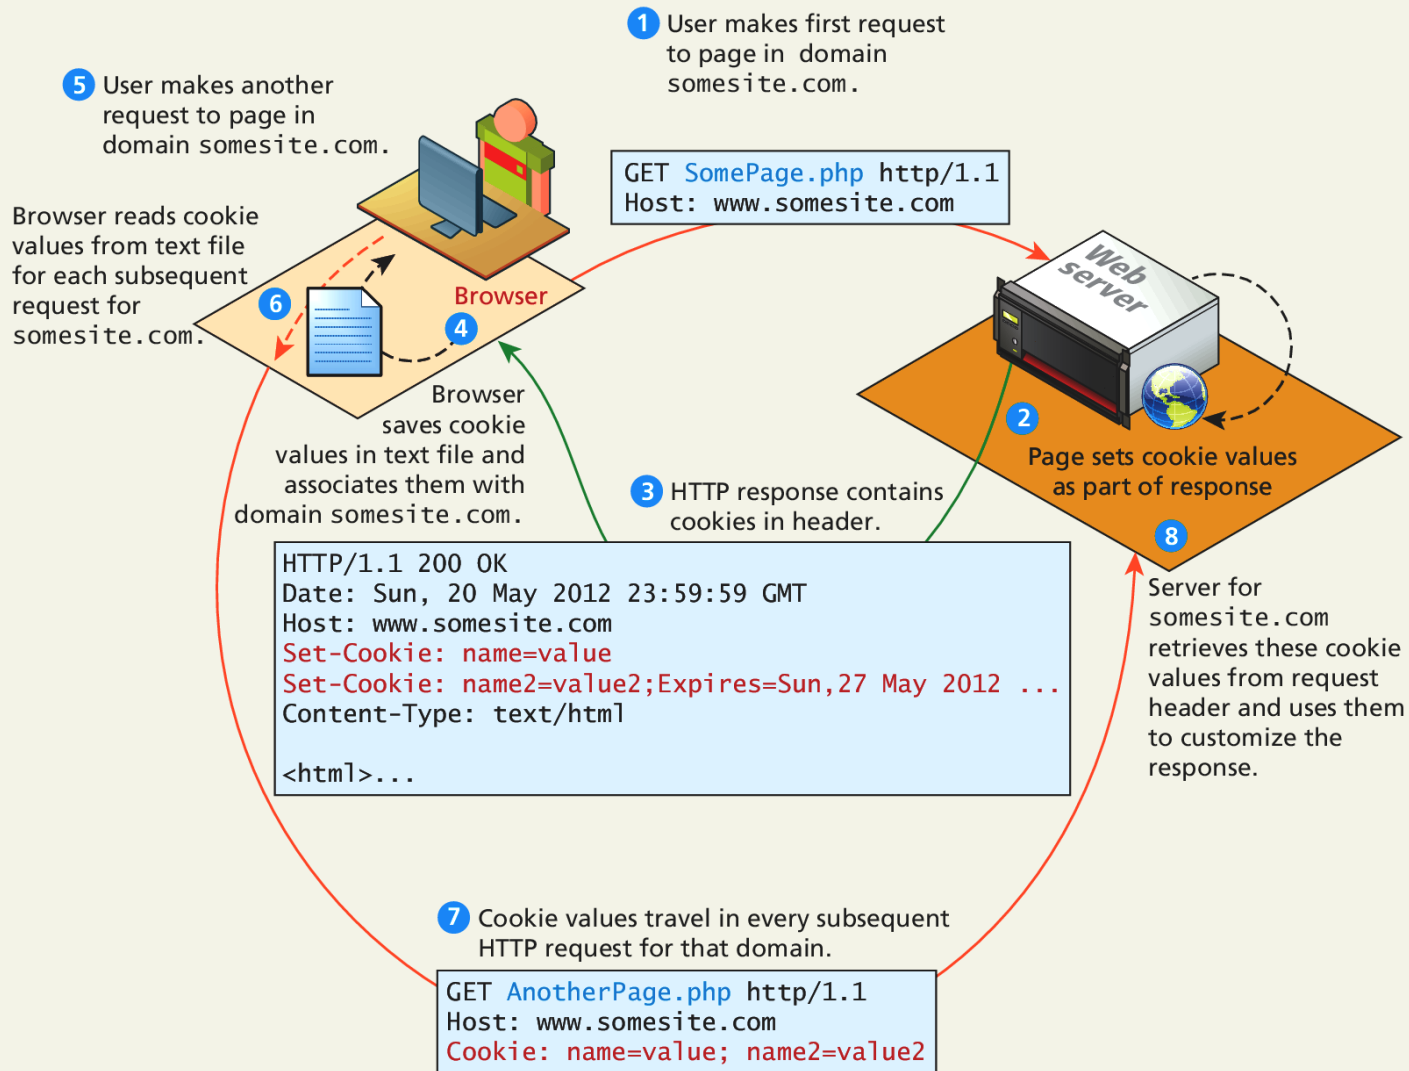 1 User makes first request
to page in domain
somesite.com.
5 User makes another
request to page in
domain somesite.com.
GET SomePage.php http/1.1
Host: www.somesite.com
Browser reads cookie
values from text file
for each subsequent
request for
somesite.com.
6
Browser
4
Web
server
Browser
saves cookie
values in text file and
associates them with
domain somesite.com.
2
Page sets cookie values
as part of response
3 HTTP response contains
cookies in header.
HTTP/1.1 200 OK
Date: Sun, 20 May 2012 23:59:59 GMT
Host: www.somesite.com
Set-Cookie: name=value
Set-Cookie: name2=value2;Expires=Sun,27 May 2012 ...
Content-Type: text/html
<html>...
8
Server for
somesite.com
retrieves these cookie
values from request
header and uses them
to customize the
response.
7 Cookie values travel in every subsequent
HTTP request for that domain.
GET AnotherPage.php http/1.1
Host: www.somesite.com
Cookie: name=value; name2=value2